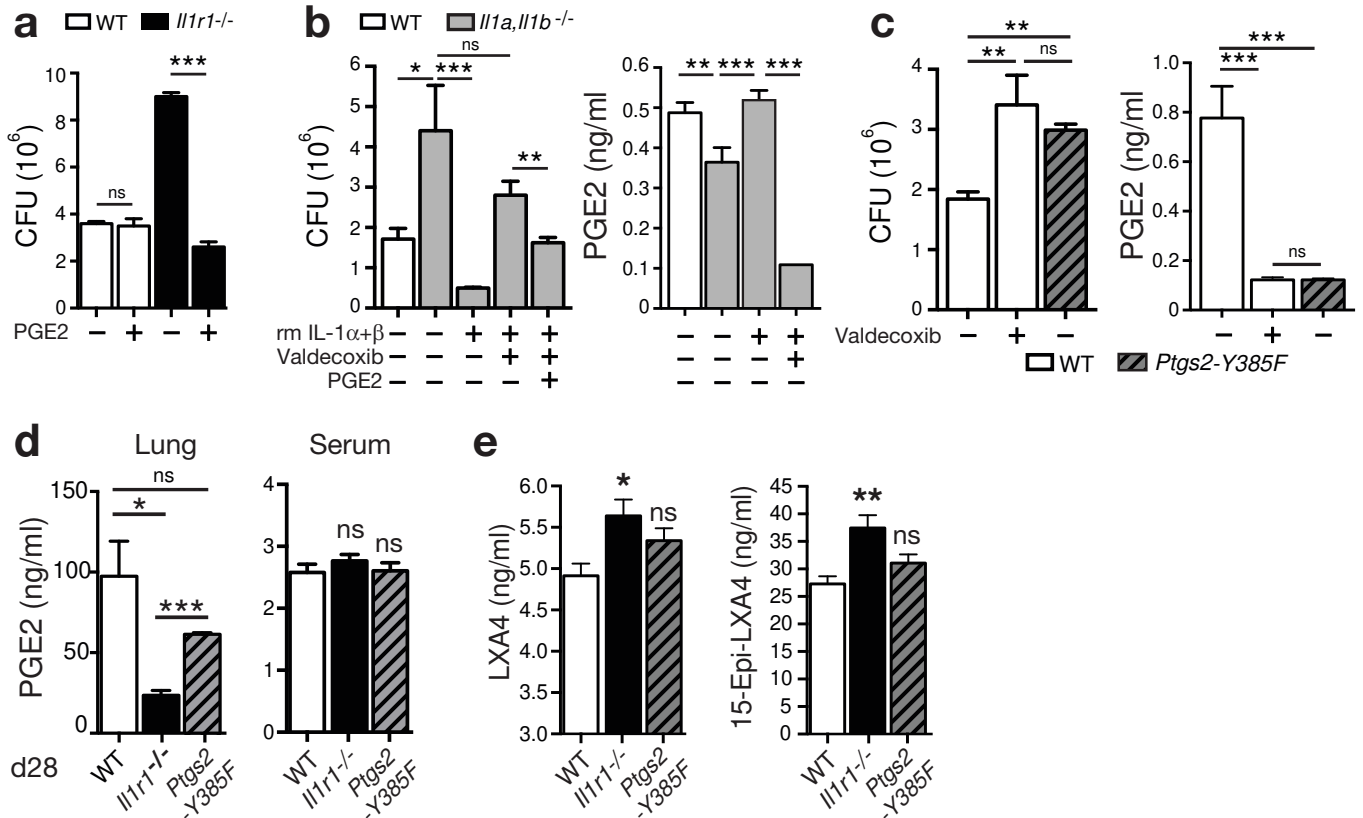 a
WT Il1r1-/-
CFU (10⁶)
10
8
6
4
2
0
ns
***
PGE2 – + – +
b
WT Il1a,Il1b -/-
CFU (10⁶)
6
5
4
3
2
1
0
ns
* ***
**
rm IL-1α+β – – + + +
Valdecoxib – – – + +
PGE2 – – – – +
PGE2 (ng/ml)
0.6
0.5
0.4
0.3
0.2
0.1
0
** *** ***
– – + +
– – – +
– – – –
c
CFU (10⁶)
4
3
2
1
0
**
** ns
Valdecoxib – + –
PGE2 (ng/ml)
1.0
0.8
0.6
0.4
0.2
0
***
***
ns
– + –
WT Ptgs2-Y385F
d
Lung
PGE2 (ng/ml)
150
100
50
0
ns
*
***
d28
WT
Il1r1-/-
Ptgs2
-Y385F
Serum
4
3
2
1
0
ns ns
WT
Il1r1-/-
Ptgs2
-Y385F
e
LXA4 (ng/ml)
6.0
5.5
5.0
4.5
4.0
3.5
3.0
*
ns
WT
Il1r1-/-
Ptgs2
-Y385F
15-Epi-LXA4 (ng/ml)
45
40
35
30
25
20
15
10
5
0
**
ns
WT
Il1r1-/-
Ptgs2
-Y385F